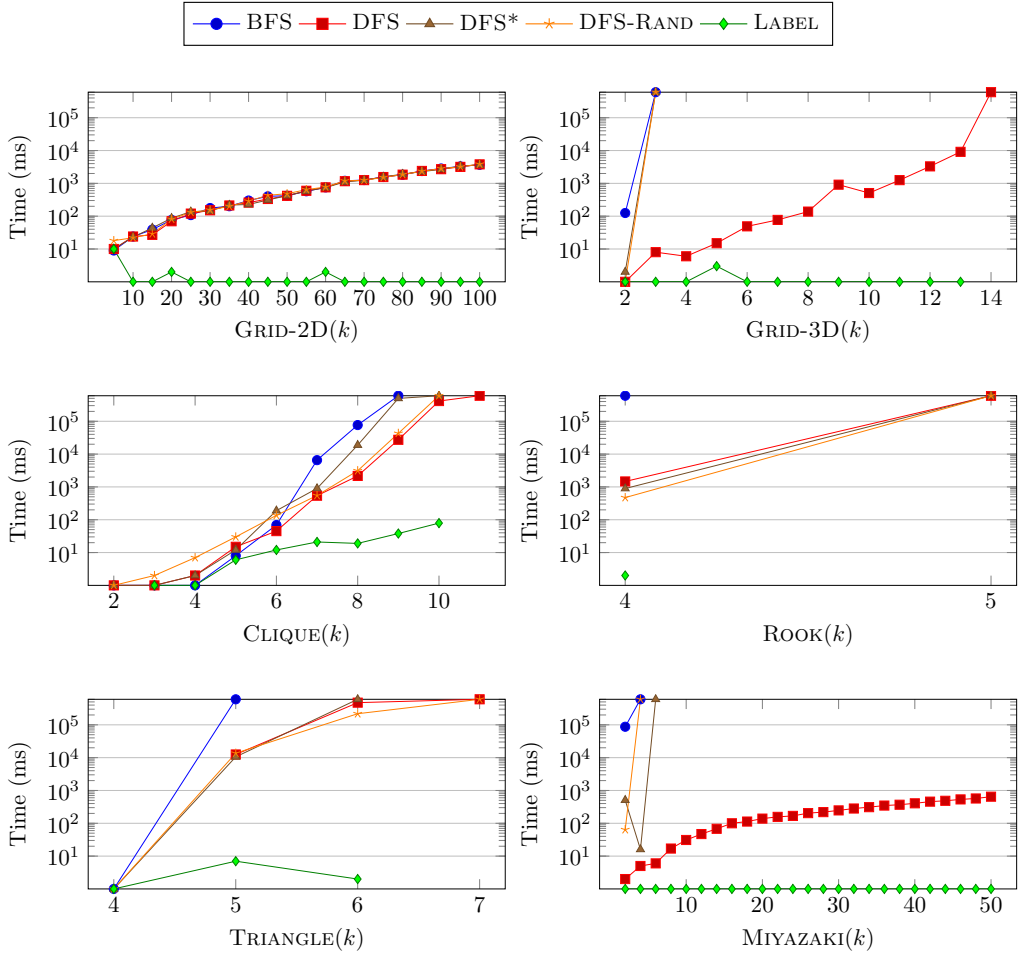 BFS DFS DFS* DFS-RAND LABEL
10^5
10^4
10^3
10^2
10^1
Time (ms)
10 20 30 40 50 60 70 80 90 100
GRID-2D(k)
10^5
10^4
10^3
10^2
10^1
Time (ms)
2 4 6 8 10 12 14
GRID-3D(k)
10^5
10^4
10^3
10^2
10^1
Time (ms)
2 4 6 8 10
CLIQUE(k)
10^5
10^4
10^3
10^2
10^1
Time (ms)
4 5
ROOK(k)
10^5
10^4
10^3
10^2
10^1
Time (ms)
4 5 6 7
TRIANGLE(k)
10^5
10^4
10^3
10^2
10^1
Time (ms)
10 20 30 40 50
MIYAZAKI(k)